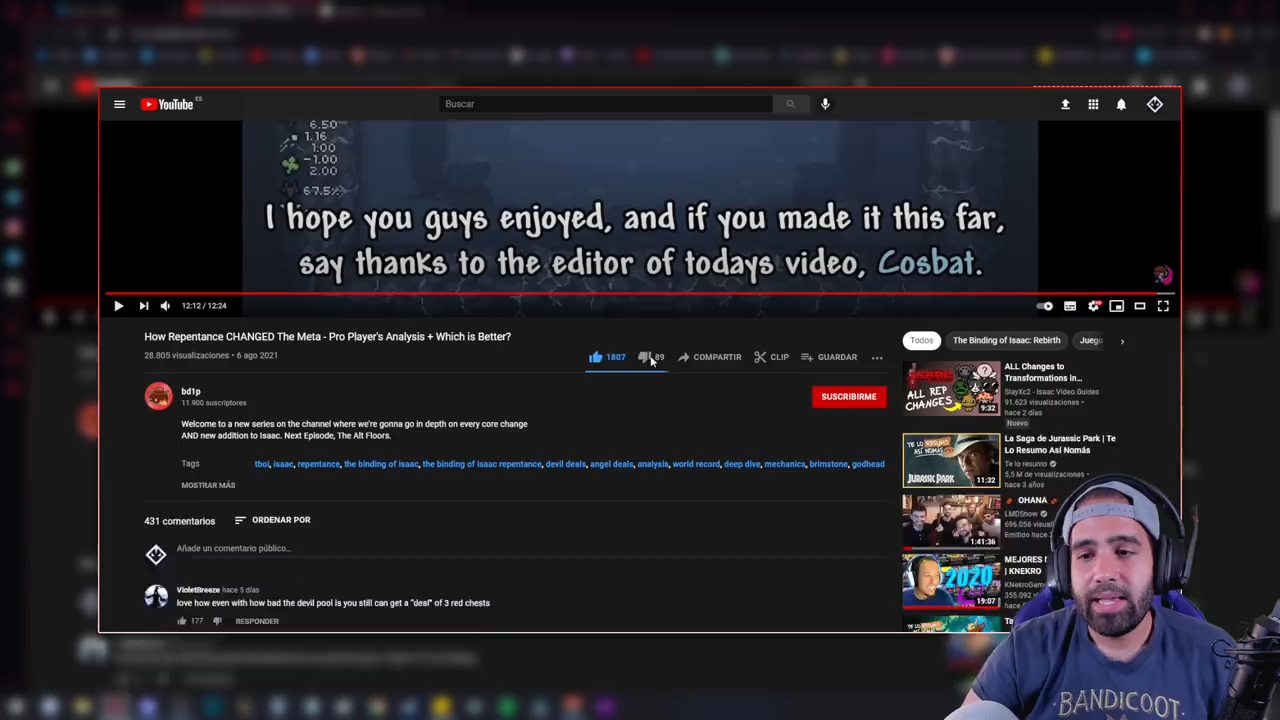 YouTube ES
Buscar
6.50
1.16
1.00
-1.00
2.00
67.5%
I hope you guys enjoyed, and if you made it this far,
say thanks to the editor of todays video, Cosbat.
12:12 / 12:24
How Repentance CHANGED The Meta - Pro Player's Analysis + Which is Better?
28.805 visualizaciones • 6 ago 2021
1807
89
COMPARTIR
CLIP
GUARDAR
bd1p
11.900 suscriptores
SUSCRIBIRME
Welcome to a new series on the channel where we're gonna go in depth on every core change
AND new addition to Isaac. Next Episode, The Alt Floors.
Tags
tboi, isaac, repentance, the binding of isaac, the binding of isaac repentance, devil deals, angel deals, analysis, world record, deep dive, mechanics, brimstone, godhead
MOSTRAR MÁS
431 comentarios
ORDENAR POR
Añade un comentario público...
VioletBreeze hace 5 días
love how even with how bad the devil pool is you still can get a "deal" of 3 red chests
177
RESPONDER
Todos
The Binding of Isaac: Rebirth
Juego
ALL REP
CHANGES
9:32
ALL Changes to
Transformations in...
SlayXc2 - Isaac Video Guides
91.623 visualizaciones •
hace 2 días
Nuevo
TE LO RESUMO
ASÍ NOMÁS
JURASSIC PARK
11:32
La Saga de Jurassic Park | Te
Lo Resumo Así Nomás
Te lo resumo
5,5 M de visualizaciones •
hace 3 años
1:41:36
OHANA
LMDShow
696.056
Emitido
2020
19:07
MEJORES
| KNEKRO
KNekroGam
355.092
hace
BANDICOOT